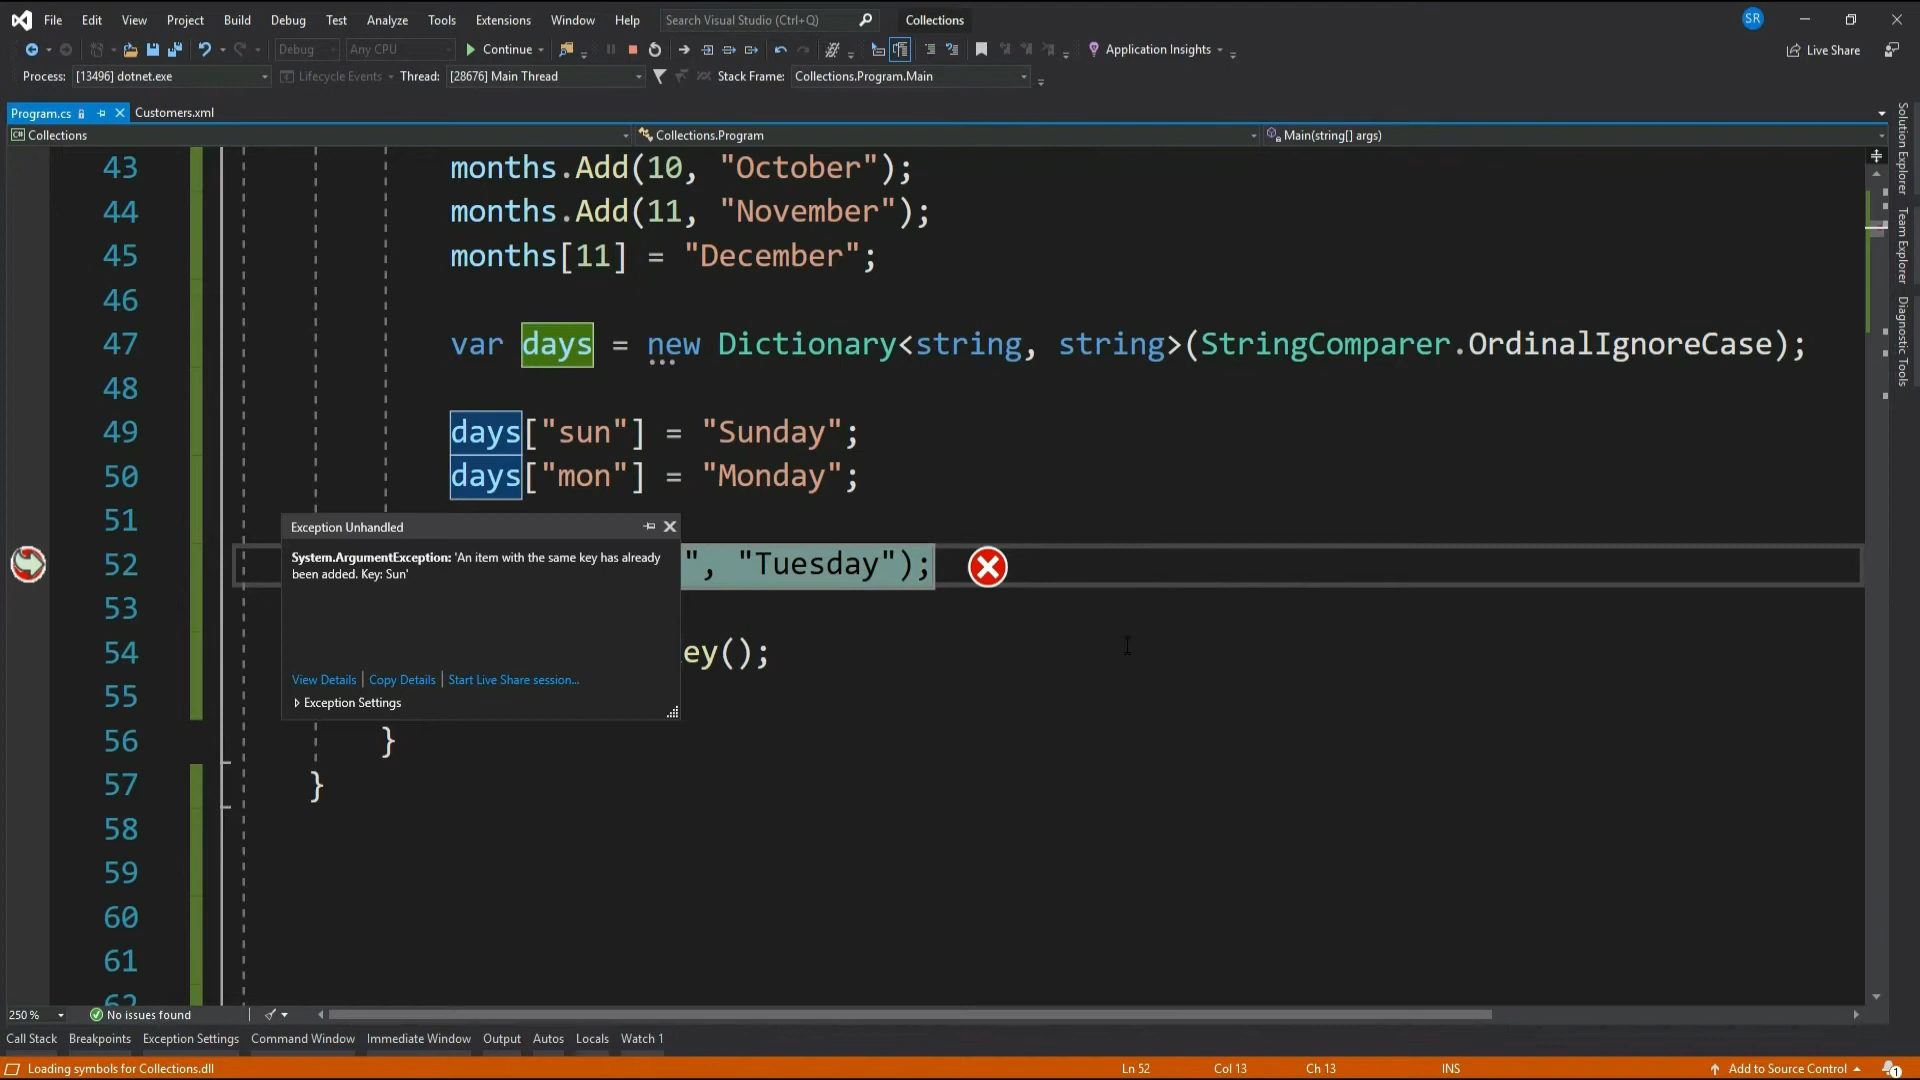 File Edit View Project Build Debug Test Analyze Tools Extensions Window Help Search Visual Studio (Ctrl+Q) Collections SR
Debug Any CPU Continue Application Insights Live Share
Process: [13496] dotnet.exe Lifecycle Events Thread: [28676] Main Thread Stack Frame: Collections.Program.Main
Program.cs Customers.xml
C# Collections Collections.Program Main(string[] args)
43 months.Add(10, "October");
44 months.Add(11, "November");
45 months[11] = "December";
46
47 var days = new Dictionary<string, string>(StringComparer.OrdinalIgnoreCase);
48
49 days["sun"] = "Sunday";
50 days["mon"] = "Monday";
51
Exception Unhandled
System.ArgumentException: 'An item with the same key has already
been added. Key: Sun'
View Details Copy Details Start Live Share session...
Exception Settings
52 ", "Tuesday");
53
54 ey();
55
56 }
57 }
58
59
60
61
62
Solution Explorer
Team Explorer
Diagnostic Tools
250 % No issues found
Call Stack Breakpoints Exception Settings Command Window Immediate Window Output Autos Locals Watch 1
Loading symbols for Collections.dll Ln 52 Col 13 Ch 13 INS Add to Source Control 1